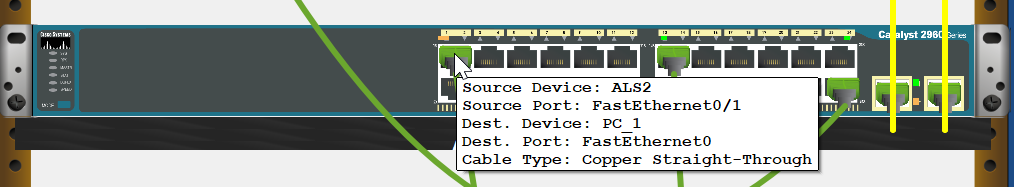 CISCO SYSTEMS
Catalyst 2960 Series
MODE
Source Device: ALS2
Source Port: FastEthernet0/1
Dest. Device: PC_1
Dest. Port: FastEthernet0
Cable Type: Copper Straight-Through